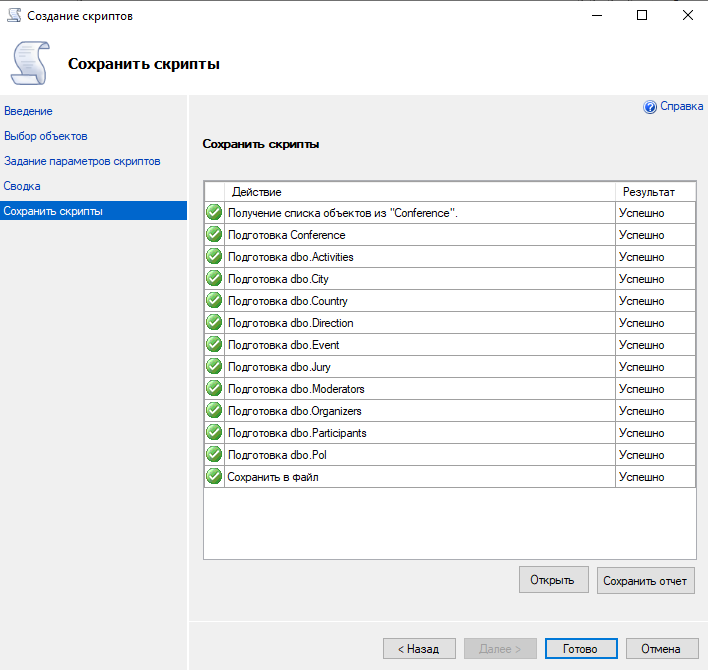 Создание скриптов
Сохранить скрипты
Введение
Выбор объектов
Задание параметров скриптов
Сводка
Сохранить скрипты
Справка
Сохранить скрипты
Действие Результат
Получение списка объектов из "Conference". Успешно
Подготовка Conference Успешно
Подготовка dbo.Activities Успешно
Подготовка dbo.City Успешно
Подготовка dbo.Country Успешно
Подготовка dbo.Direction Успешно
Подготовка dbo.Event Успешно
Подготовка dbo.Jury Успешно
Подготовка dbo.Moderators Успешно
Подготовка dbo.Organizers Успешно
Подготовка dbo.Participants Успешно
Подготовка dbo.Pol Успешно
Сохранить в файл Успешно
Открыть Сохранить отчет
< Назад Далее > Готово Отмена